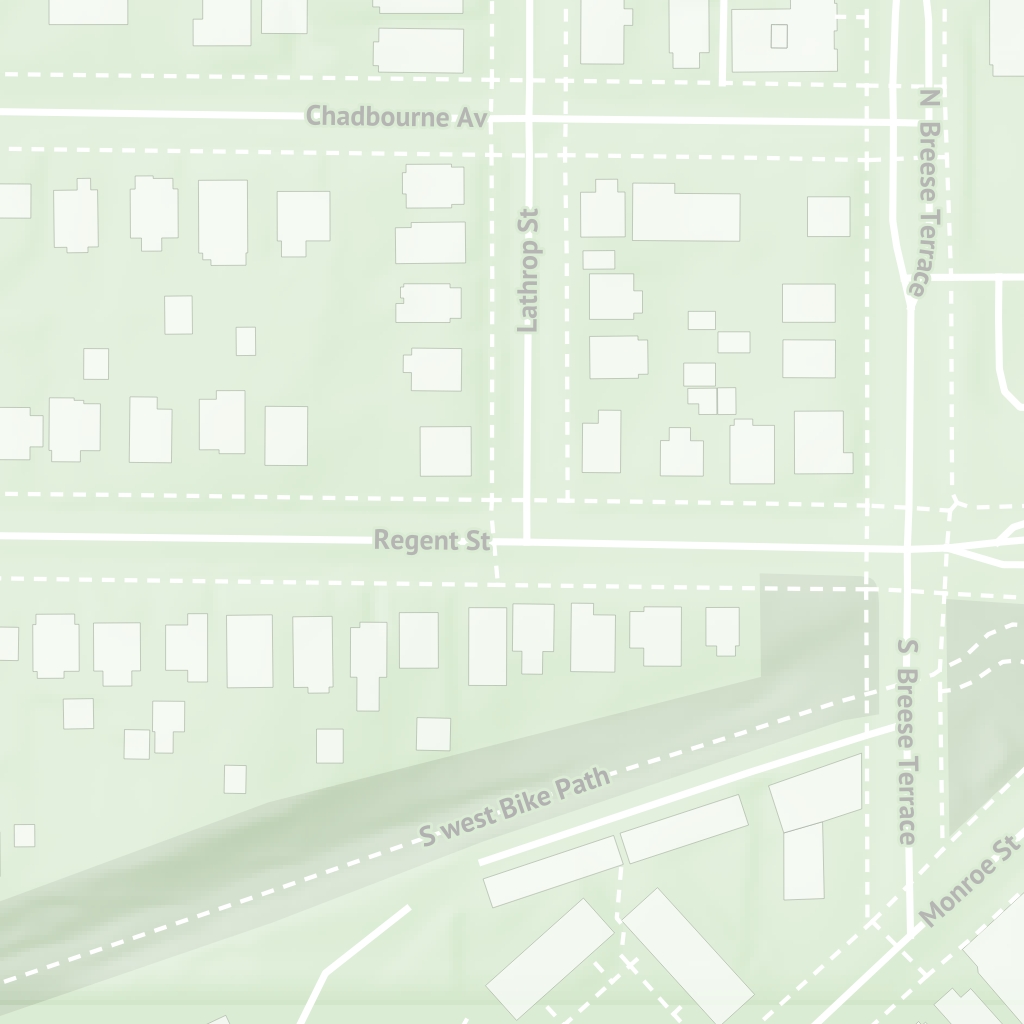 Chadbourne Av
N Breese Terrace
Lathrop St
Regent St
S Breese Terrace
S west Bike Path
Monroe St